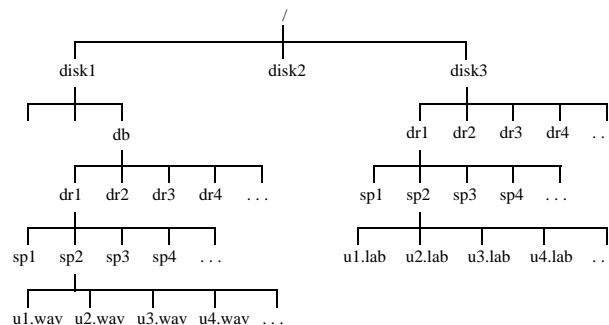 /
disk1 disk2 disk3
dr1 dr2 dr3 dr4 . .
db
dr1 dr2 dr3 dr4 . . .
sp1 sp2 sp3 sp4 . . .
sp1 sp2 sp3 sp4 . . .
u1.lab u2.lab u3.lab u4.lab . .
u1.wav u2.wav u3.wav u4.wav . . .